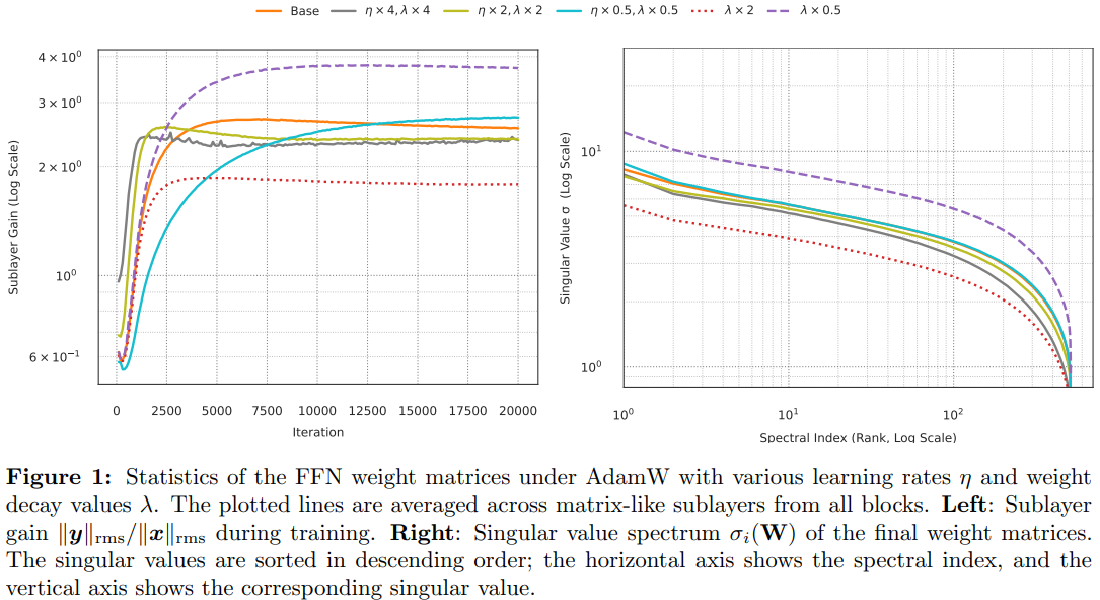 Base η × 4, λ × 4 η × 2, λ × 2 η × 0.5, λ × 0.5 λ × 2 λ × 0.5
Sublayer Gain (Log Scale)
4 × 10⁰
3 × 10⁰
2 × 10⁰
10⁰
6 × 10⁻¹
0 2500 5000 7500 10000 12500 15000 17500 20000
Iteration
Singular Value σ (Log Scale)
10¹
10⁰
10⁰ 10¹ 10²
Spectral Index (Rank, Log Scale)
Figure 1: Statistics of the FFN weight matrices under AdamW with various learning rates η and weight
decay values λ. The plotted lines are averaged across matrix-like sublayers from all blocks. Left: Sublayer
gain ‖y‖rms/‖x‖rms during training. Right: Singular value spectrum σᵢ(W) of the final weight matrices.
The singular values are sorted in descending order; the horizontal axis shows the spectral index, and the
vertical axis shows the corresponding singular value.